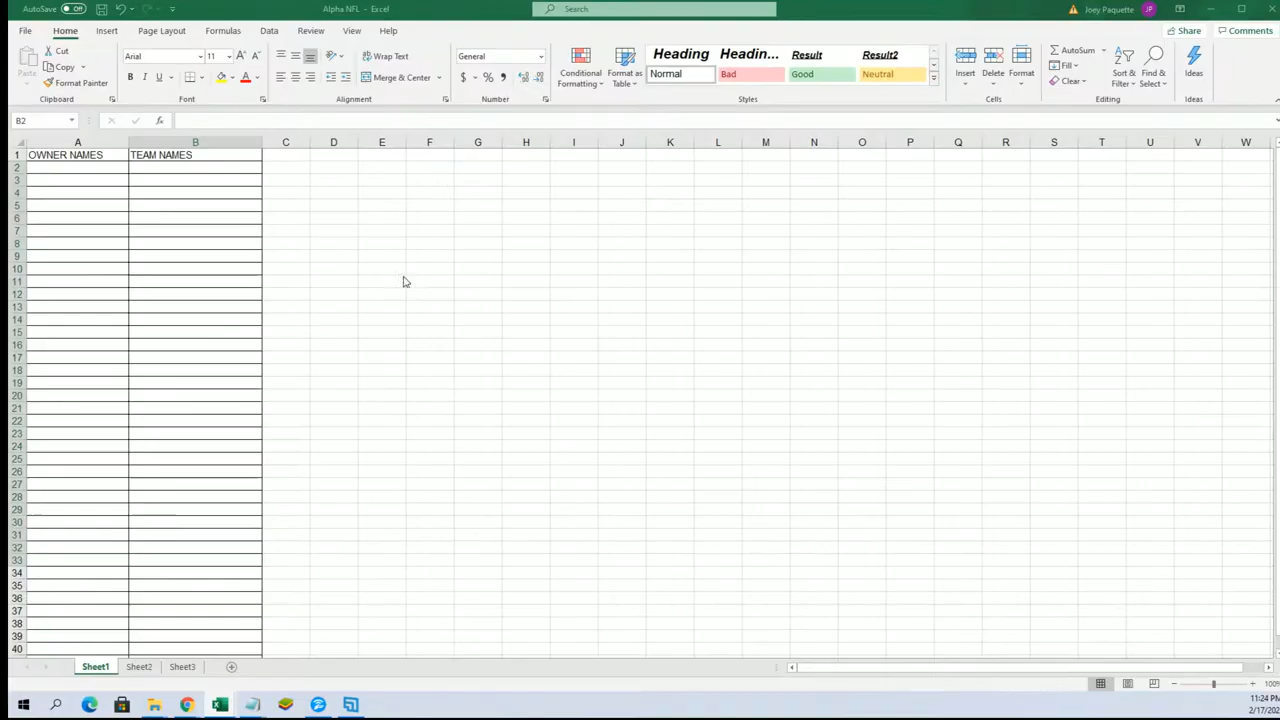 AutoSave Off Alpha NFL - Excel Search Joey Paquette JP
File Home Insert Page Layout Formulas Data Review View Help Share Comments
Paste Cut Copy Format Painter Clipboard
Arial 11 B I U Font
Wrap Text Merge & Center Alignment
General $ % Number
Conditional Formatting Format as Table
Heading Headin... Result Result2
Normal Bad Good Neutral
Styles
Insert Delete Format Cells
AutoSum Fill Clear Sort & Filter Find & Select Editing
Ideas Ideas
B2 fx
A B C D E F G H I J K L M N O P Q R S T U V W
1 OWNER NAMES TEAM NAMES
2
3
4
5
6
7
8
9
10
11
12
13
14
15
16
17
18
19
20
21
22
23
24
25
26
27
28
29
30
31
32
33
34
35
36
37
38
39
40
Sheet1 Sheet2 Sheet3
100%
11:24 PM